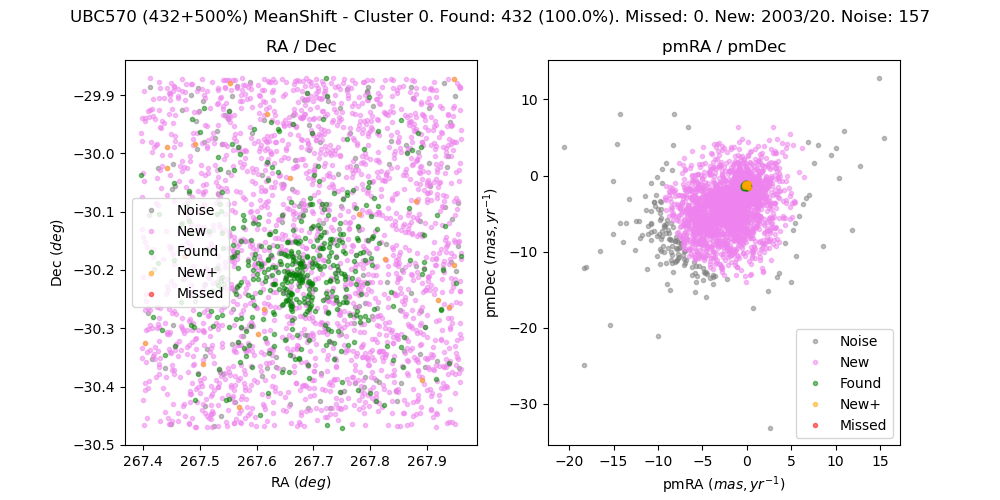 UBC570 (432+500%) MeanShift - Cluster 0. Found: 432 (100.0%). Missed: 0. New: 2003/20. Noise: 157
RA / Dec
−29.9
−30.0
−30.1
−30.2
−30.3
−30.4
−30.5
Dec (deg)
Noise
New
Found
New+
Missed
267.4 267.5 267.6 267.7 267.8 267.9
RA (deg)
pmRA / pmDec
10
0
−10
−20
−30
pmDec (mas, yr⁻¹)
Noise
New
Found
New+
Missed
−20 −15 −10 −5 0 5 10 15
pmRA (mas, yr⁻¹)